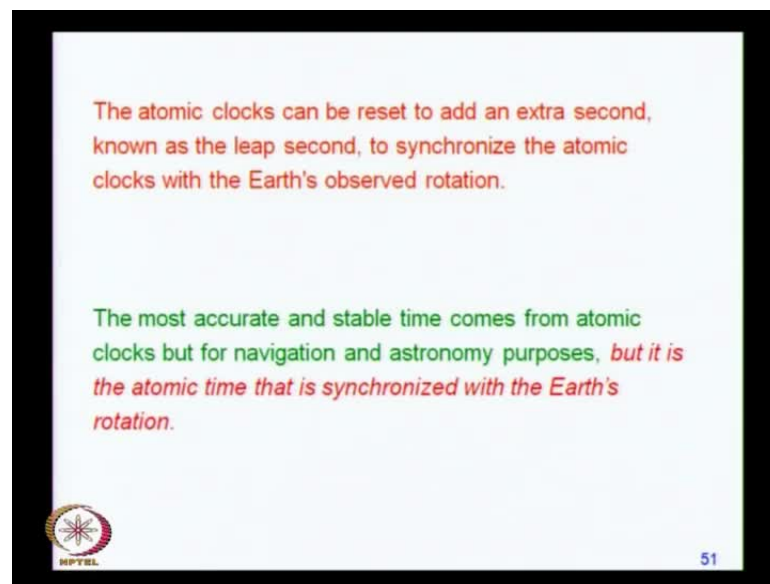 The atomic clocks can be reset to add an extra second,
known as the leap second, to synchronize the atomic
clocks with the Earth's observed rotation.
The most accurate and stable time comes from atomic
clocks but for navigation and astronomy purposes, but it is
the atomic time that is synchronized with the Earth's
rotation.
NPTEL
51